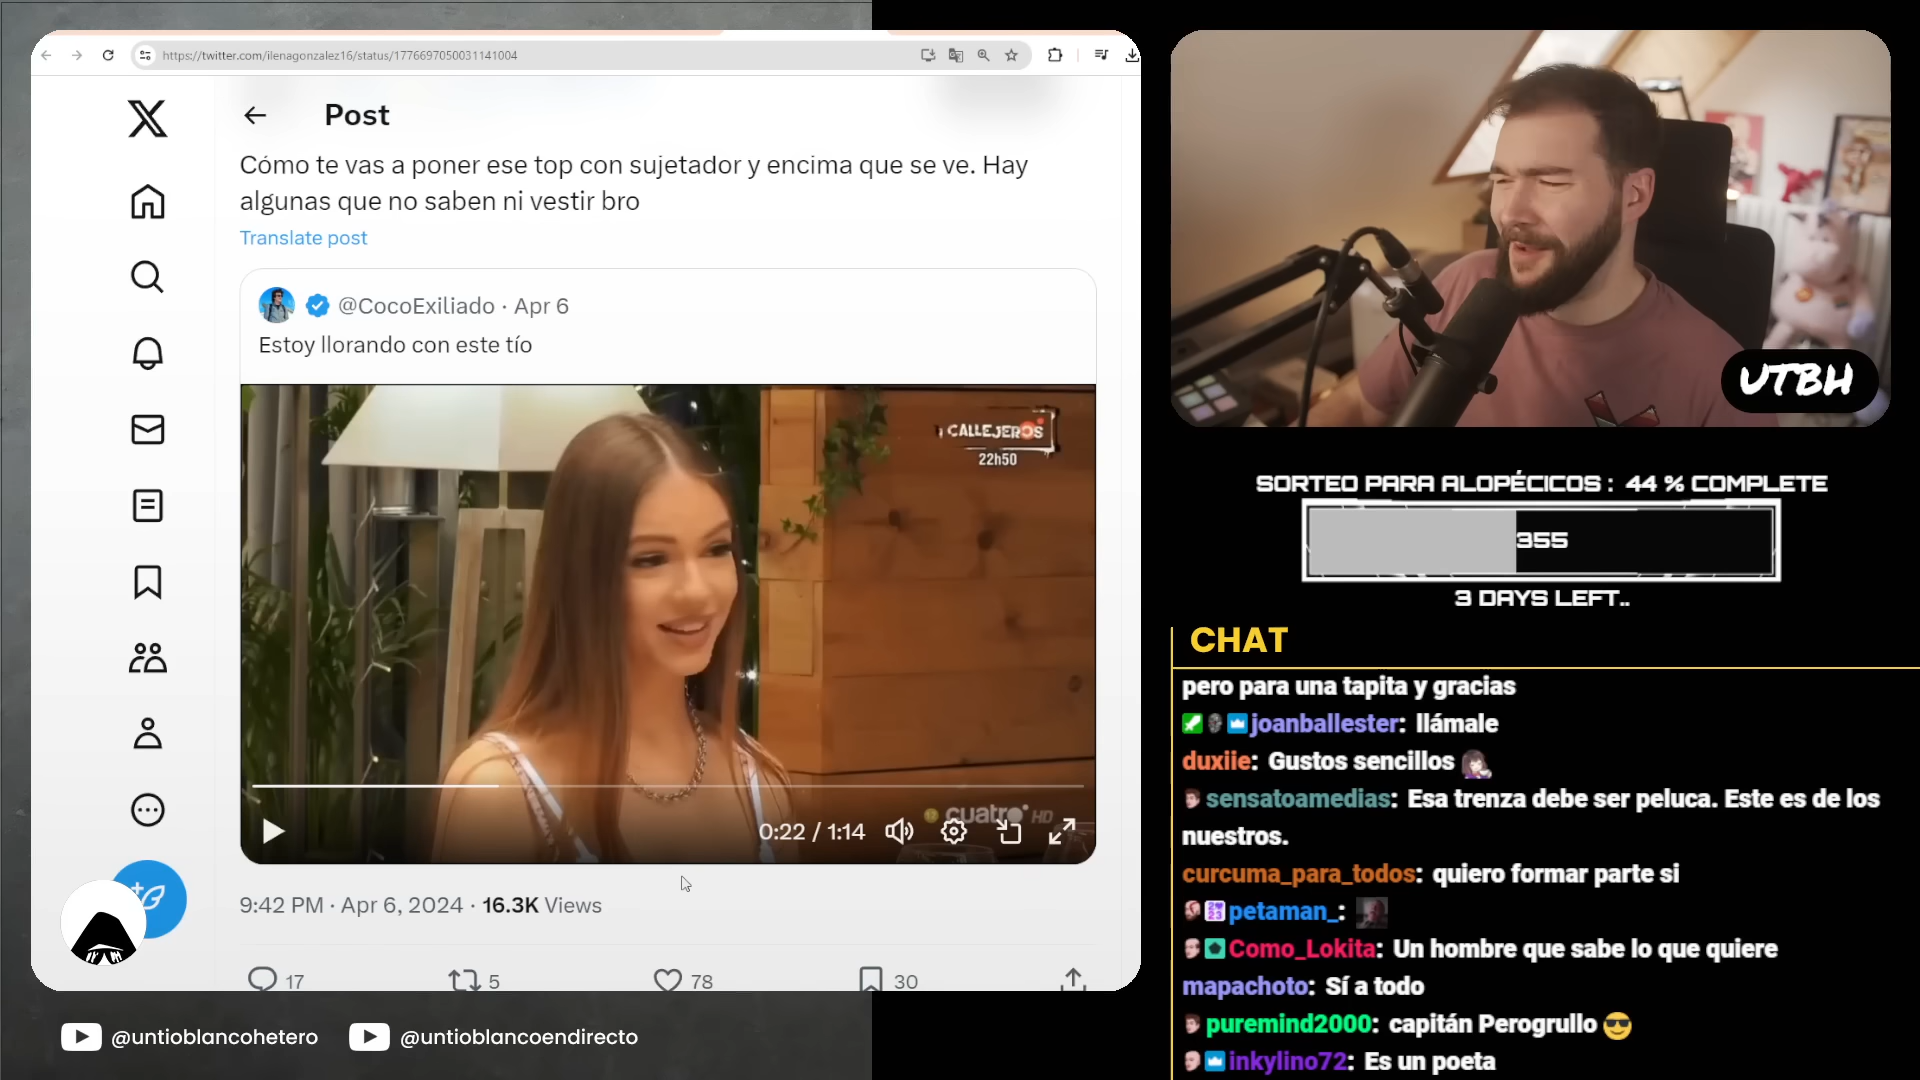 https://twitter.com/ilenagonzalez16/status/1776697050031141004
Post
Cómo te vas a poner ese top con sujetador y encima que se ve. Hay
algunas que no saben ni vestir bro
Translate post
@CocoExiliado · Apr 6
Estoy llorando con este tío
CALLEJEROS
22h50
cuatro HD
0:22 / 1:14
9:42 PM · Apr 6, 2024 · 16.3K Views
17
5
78
30
@untioblancohetero
@untioblancoendirecto
UTBH
SORTEO PARA ALOPÉCICOS : 44 % COMPLETE
355
3 DAYS LEFT..
CHAT
pero para una tapita y gracias
joanballester: llámale
duxiie: Gustos sencillos
sensatoamedias: Esa trenza debe ser peluca. Este es de los
nuestros.
curcuma_para_todos: quiero formar parte si
petaman_:
Como_Lokita: Un hombre que sabe lo que quiere
mapachoto: Sí a todo
puremind2000: capitán Perogrullo 😎
inkylino72: Es un poeta